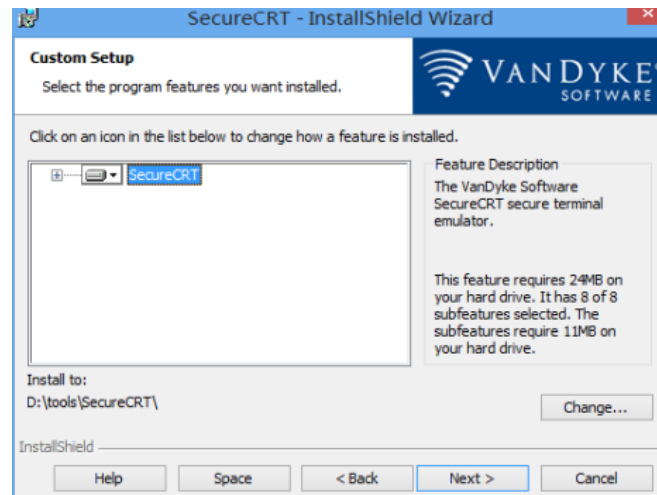 SecureCRT - InstallShield Wizard
Custom Setup
Select the program features you want installed.
VANDYKE®
SOFTWARE
Click on an icon in the list below to change how a feature is installed.
SecureCRT
Feature Description
The VanDyke Software
SecureCRT secure terminal
emulator.
This feature requires 24MB on
your hard drive. It has 8 of 8
subfeatures selected. The
subfeatures require 11MB on
your hard drive.
Install to:
D:\tools\SecureCRT\
Change...
InstallShield
Help
Space
< Back
Next >
Cancel